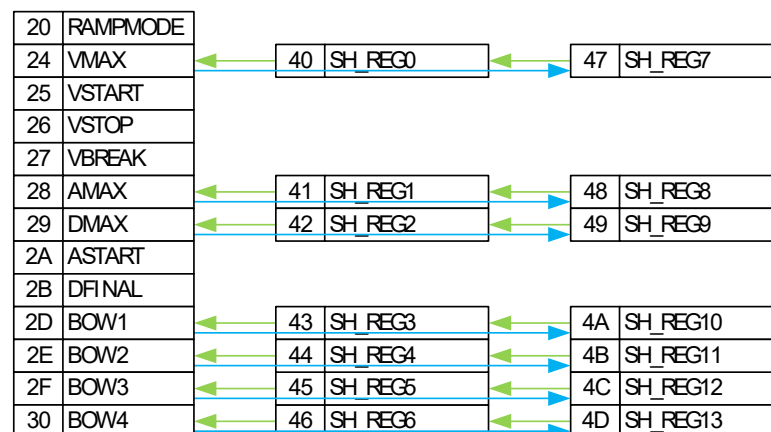 20 RAMPMODE
24 VMAX 40 SH_REG0 47 SH_REG7
25 VSTART
26 VSTOP
27 VBREAK
28 AMAX 41 SH_REG1 48 SH_REG8
29 DMAX 42 SH_REG2 49 SH_REG9
2A ASTART
2B DFINAL
2D BOW1 43 SH_REG3 4A SH_REG10
2E BOW2 44 SH_REG4 4B SH_REG11
2F BOW3 45 SH_REG5 4C SH_REG12
30 BOW4 46 SH_REG6 4D SH_REG13